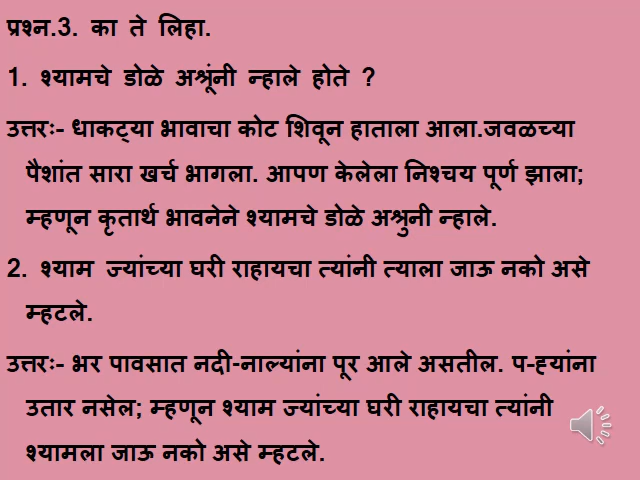 प्रश्न.3. का ते लिहा.
1. श्यामचे डोळे अश्रूंनी न्हाले होते ?
उत्तरः- धाकट्या भावाचा कोट शिवून हाताला आला.जवळच्या
पैशांत सारा खर्च भागला. आपण केलेला निश्चय पूर्ण झाला;
म्हणून कृतार्थ भावनेने श्यामचे डोळे अश्रुनी न्हाले.
2. श्याम ज्यांच्या घरी राहायचा त्यांनी त्याला जाऊ नको असे
म्हटले.
उत्तरः- भर पावसात नदी-नाल्यांना पूर आले असतील. प-ह्यांना
उतार नसेल; म्हणून श्याम ज्यांच्या घरी राहायचा त्यांनी
श्यामला जाऊ नको असे म्हटले.